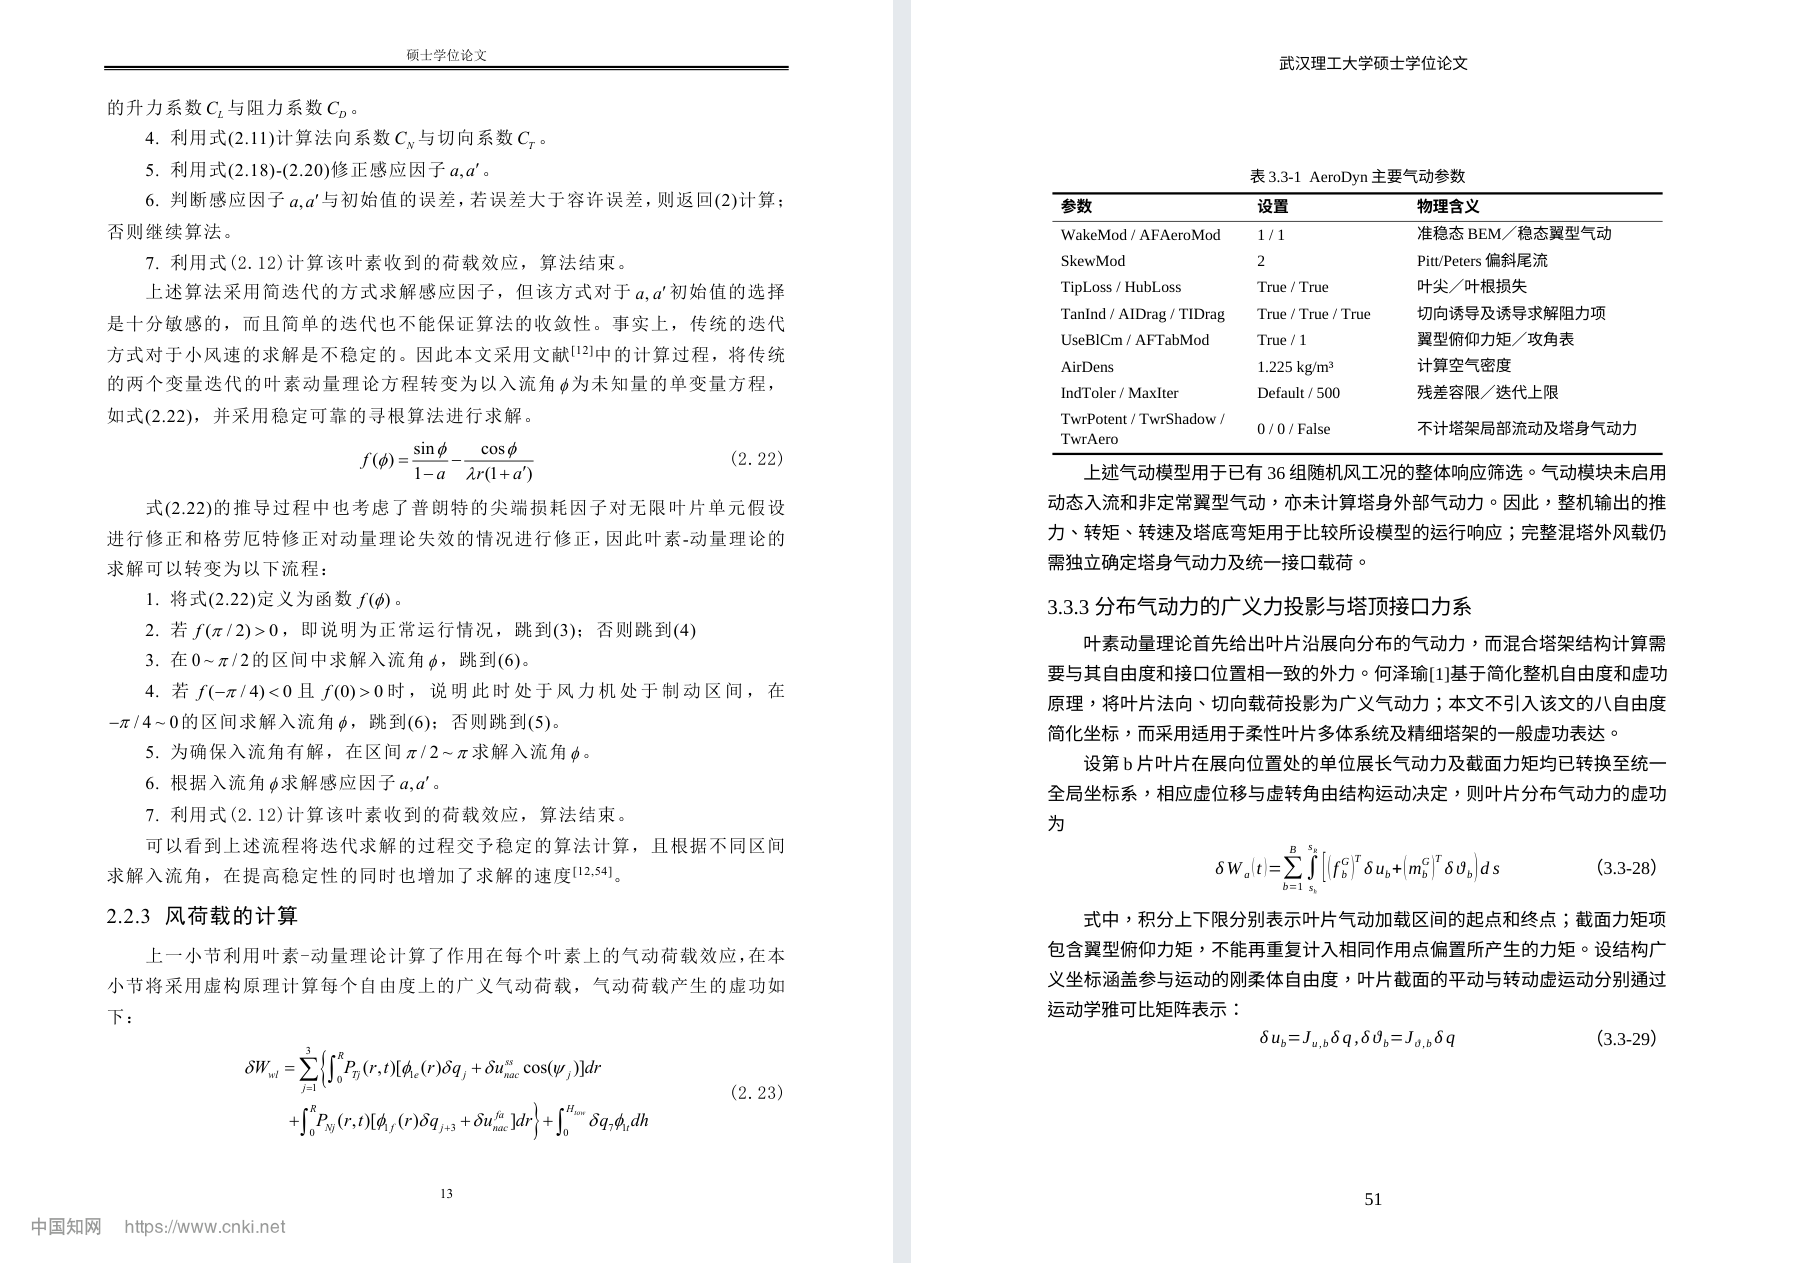 硕士学位论文
的升力系数 C_L 与阻力系数 C_D 。
4. 利用式(2.11)计算法向系数 C_N 与切向系数 C_T 。
5. 利用式(2.18)-(2.20)修正感应因子 a,a′ 。
6. 判断感应因子 a,a′ 与初始值的误差,若误差大于容许误差,则返回(2)计算;
否则继续算法。
7. 利用式(2.12)计算该叶素收到的荷载效应，算法结束。
上述算法采用简迭代的方式求解感应因子，但该方式对于 a,a′ 初始值的选择
是十分敏感的，而且简单的迭代也不能保证算法的收敛性。事实上，传统的迭代
方式对于小风速的求解是不稳定的。因此本文采用文献[12]中的计算过程，将传统
的两个变量迭代的叶素动量理论方程转变为以入流角 ϕ 为未知量的单变量方程，
如式(2.22)，并采用稳定可靠的寻根算法进行求解。
f(ϕ) = sinϕ/(1−a) − cosϕ/(λr(1+a′)) (2.22)
式(2.22)的推导过程中也考虑了普朗特的尖端损耗因子对无限叶片单元假设
进行修正和格劳厄特修正对动量理论失效的情况进行修正,因此叶素-动量理论的
求解可以转变为以下流程：
1. 将式(2.22)定义为函数 f(ϕ) 。
2. 若 f(π/2)>0，即说明为正常运行情况，跳到(3)；否则跳到(4)
3. 在 0~π/2 的区间中求解入流角 ϕ，跳到(6)。
4. 若 f(−π/4)<0 且 f(0)>0 时，说明此时处于风力机处于制动区间，在
−π/4~0 的区间求解入流角 ϕ，跳到(6)；否则跳到(5)。
5. 为确保入流角有解，在区间 π/2~π 求解入流角 ϕ。
6. 根据入流角 ϕ 求解感应因子 a,a′ 。
7. 利用式(2.12)计算该叶素收到的荷载效应，算法结束。
可以看到上述流程将迭代求解的过程交予稳定的算法计算，且根据不同区间
求解入流角，在提高稳定性的同时也增加了求解的速度[12,54]。
2.2.3 风荷载的计算
上一小节利用叶素-动量理论计算了作用在每个叶素上的气动荷载效应,在本
小节将采用虚构原理计算每个自由度上的广义气动荷载，气动荷载产生的虚功如
下：
δW_wl = ∑_{j=1}^{3} {∫_0^R P_Tj(r,t)[ϕ_1e(r)δq_j + δu_nac^ss cos(ψ_j)]dr
+∫_0^R P_Nj(r,t)[ϕ_1f(r)δq_{j+3} + δu_nac^fa]dr} + ∫_0^{H_tow} δq_7ϕ_1t dh (2.23)
13
中国知网 https://www.cnki.net
武汉理工大学硕士学位论文
表 3.3-1 AeroDyn 主要气动参数
参数 设置 物理含义
WakeMod / AFAeroMod 1 / 1 准稳态 BEM／稳态翼型气动
SkewMod 2 Pitt/Peters 偏斜尾流
TipLoss / HubLoss True / True 叶尖／叶根损失
TanInd / AIDrag / TIDrag True / True / True 切向诱导及诱导求解阻力项
UseBlCm / AFTabMod True / 1 翼型俯仰力矩／攻角表
AirDens 1.225 kg/m³ 计算空气密度
IndToler / MaxIter Default / 500 残差容限／迭代上限
TwrPotent / TwrShadow /
TwrAero 0 / 0 / False 不计塔架局部流动及塔身气动力
上述气动模型用于已有 36 组随机风工况的整体响应筛选。气动模块未启用
动态入流和非定常翼型气动，亦未计算塔身外部气动力。因此，整机输出的推
力、转矩、转速及塔底弯矩用于比较所设模型的运行响应；完整混塔外风载仍
需独立确定塔身气动力及统一接口载荷。
3.3.3 分布气动力的广义力投影与塔顶接口力系
叶素动量理论首先给出叶片沿展向分布的气动力，而混合塔架结构计算需
要与其自由度和接口位置相一致的外力。何泽瑜[1]基于简化整机自由度和虚功
原理，将叶片法向、切向载荷投影为广义气动力；本文不引入该文的八自由度
简化坐标，而采用适用于柔性叶片多体系统及精细塔架的一般虚功表达。
设第 b 片叶片在展向位置处的单位展长气动力及截面力矩均已转换至统一
全局坐标系，相应虚位移与虚转角由结构运动决定，则叶片分布气动力的虚功
为
δW_a(t)=∑_{b=1}^{B} ∫_{s_h}^{s_R} [(f_b^G)^T δu_b+(m_b^G)^T δϑ_b]ds （3.3-28）
式中，积分上下限分别表示叶片气动加载区间的起点和终点；截面力矩项
包含翼型俯仰力矩，不能再重复计入相同作用点偏置所产生的力矩。设结构广
义坐标涵盖参与运动的刚柔体自由度，叶片截面的平动与转动虚运动分别通过
运动学雅可比矩阵表示：
δu_b=J_{u,b}δq,δϑ_b=J_{ϑ,b}δq （3.3-29）
51